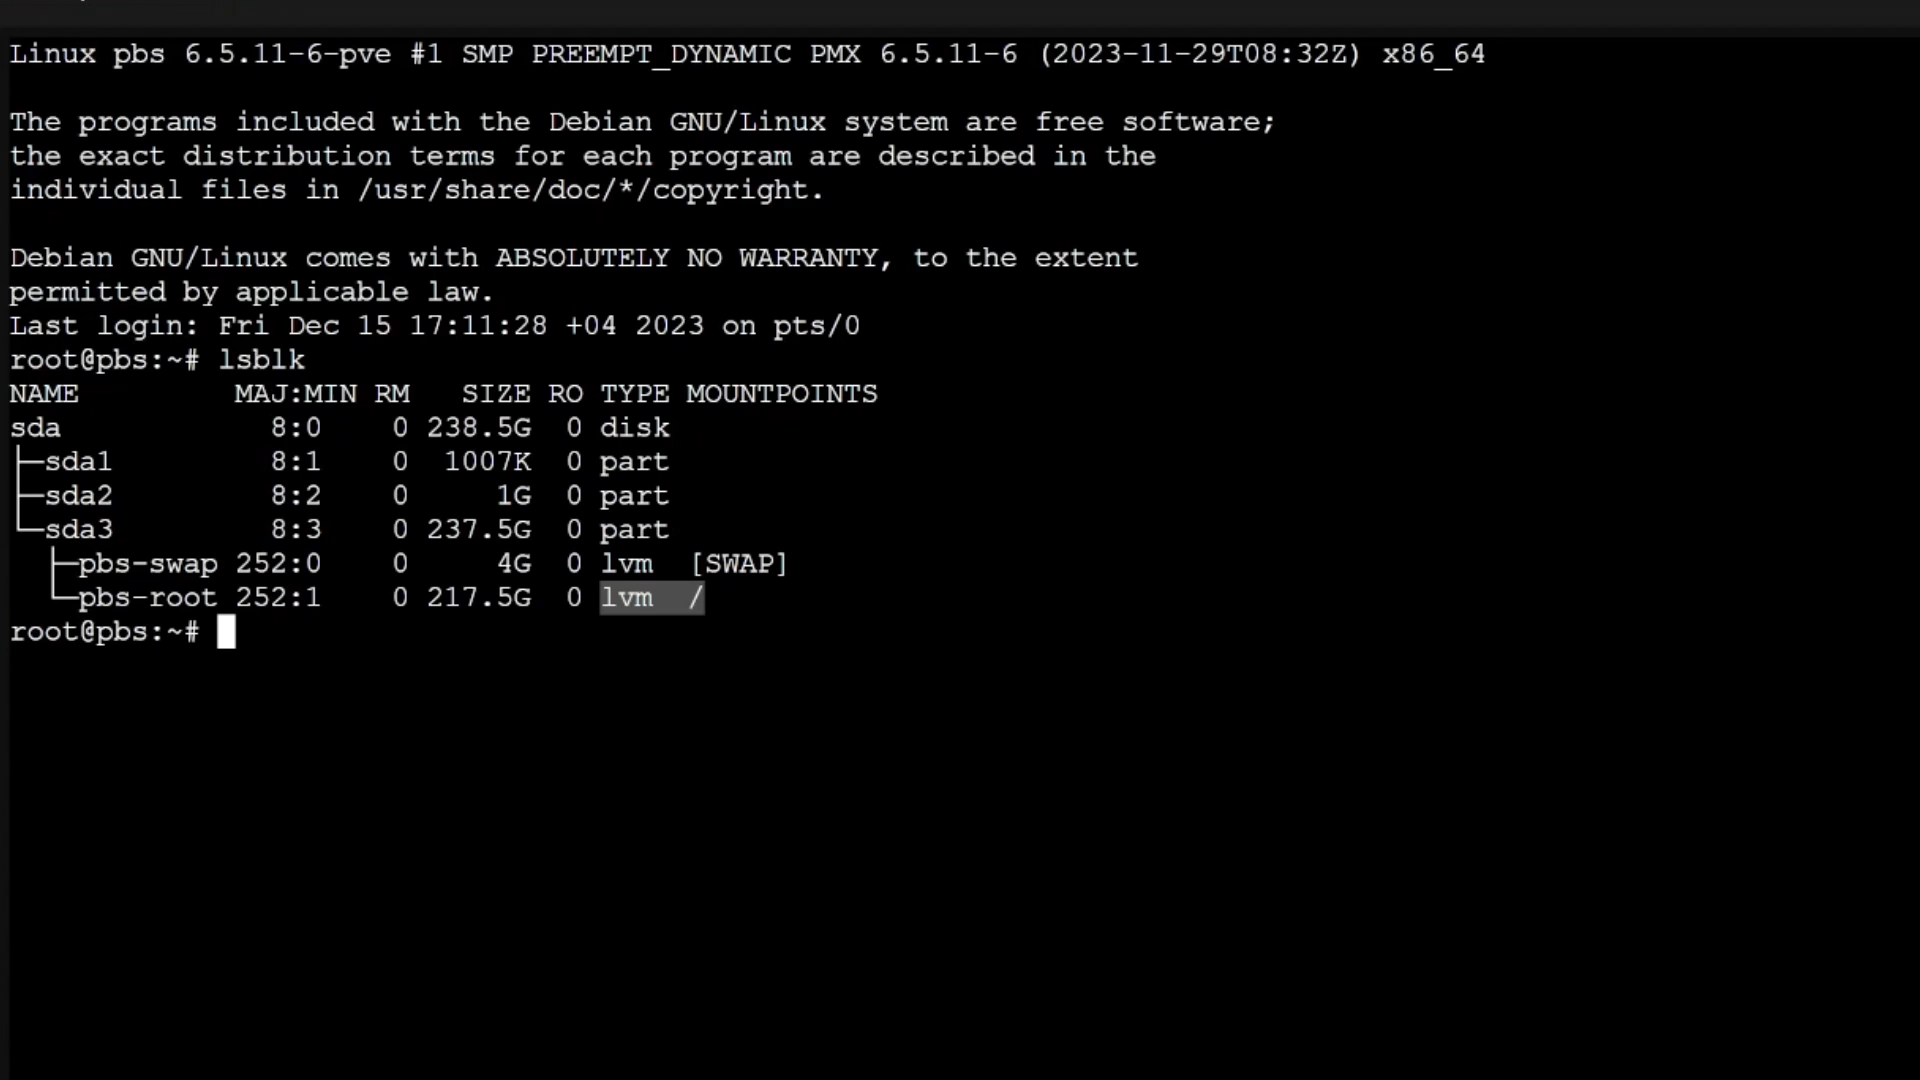 Linux pbs 6.5.11-6-pve #1 SMP PREEMPT_DYNAMIC PMX 6.5.11-6 (2023-11-29T08:32Z) x86_64
The programs included with the Debian GNU/Linux system are free software;
the exact distribution terms for each program are described in the
individual files in /usr/share/doc/*/copyright.
Debian GNU/Linux comes with ABSOLUTELY NO WARRANTY, to the extent
permitted by applicable law.
Last login: Fri Dec 15 17:11:28 +04 2023 on pts/0
root@pbs:~# lsblk
NAME         MAJ:MIN RM   SIZE RO TYPE MOUNTPOINTS
sda            8:0    0 238.5G  0 disk
├─sda1         8:1    0  1007K  0 part
├─sda2         8:2    0     1G  0 part
└─sda3         8:3    0 237.5G  0 part
  ├─pbs-swap 252:0    0     4G  0 lvm  [SWAP]
  └─pbs-root 252:1    0 217.5G  0 lvm  /
root@pbs:~#